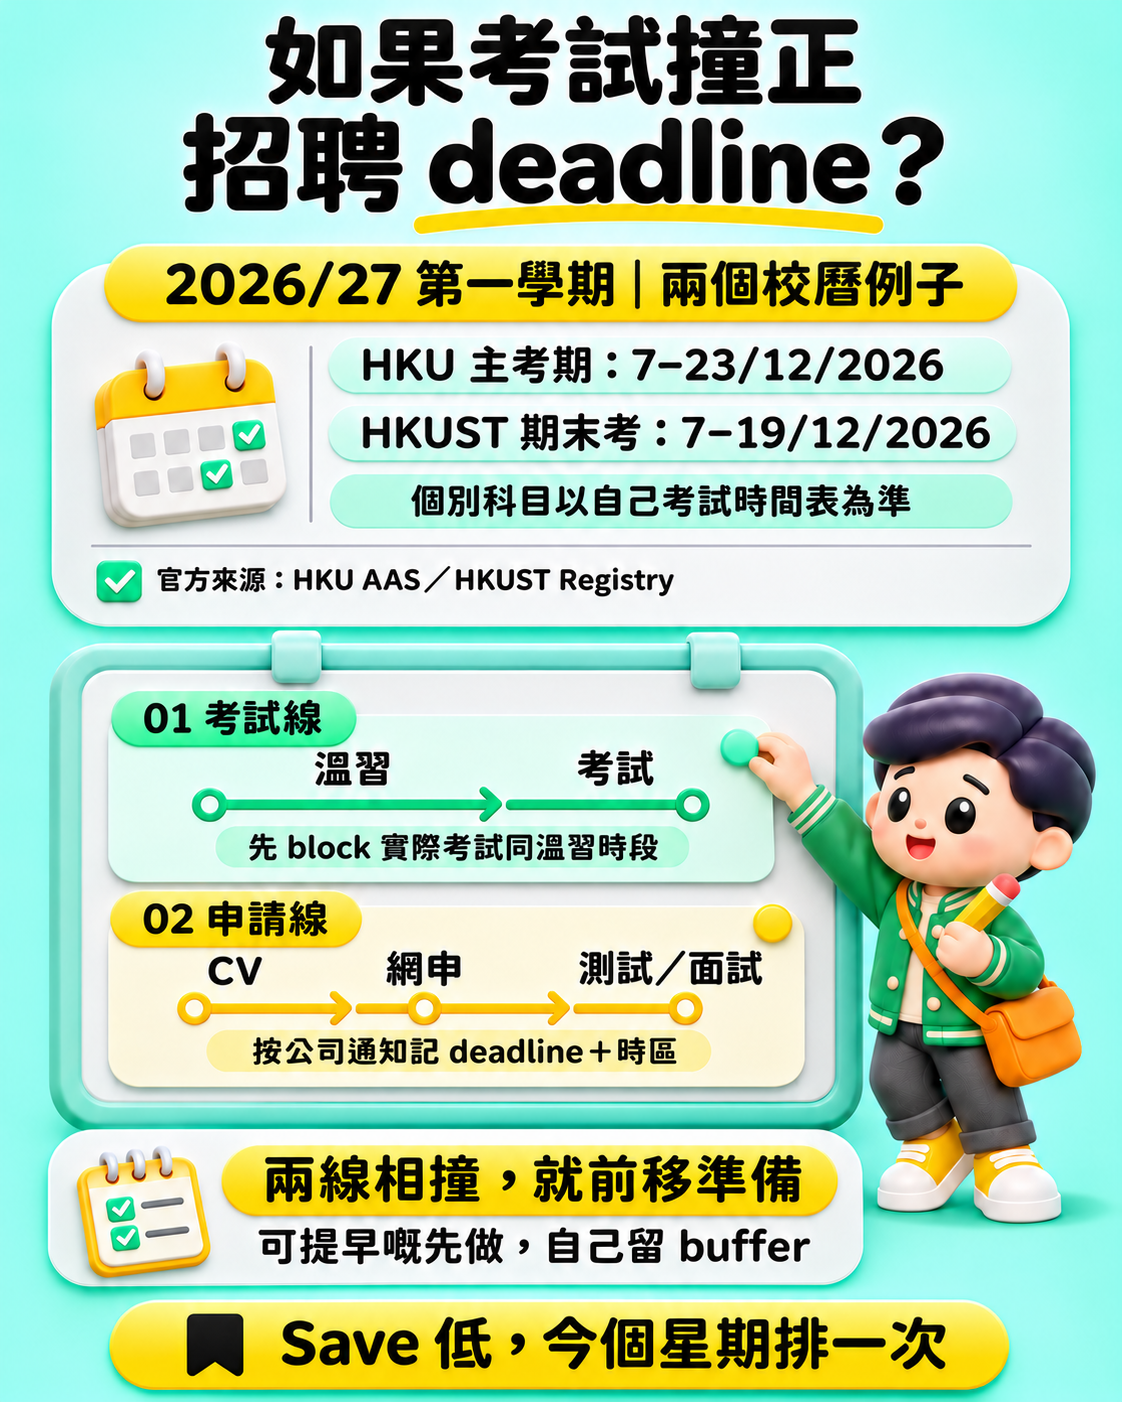 如果考試撞正
招聘 deadline？
2026/27 第一學期｜兩個校曆例子
HKU 主考期：7–23/12/2026
HKUST 期末考：7–19/12/2026
個別科目以自己考試時間表為準
官方來源：HKU AAS／HKUST Registry
01 考試線
溫習 考試
先 block 實際考試同溫習時段
02 申請線
CV 網申 測試／面試
按公司通知記 deadline＋時區
兩線相撞，就前移準備
可提早嘅先做，自己留 buffer
Save 低，今個星期排一次